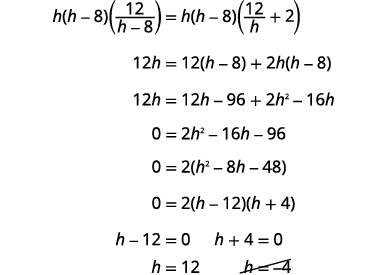 h(h – 8)(12/(h – 8)) = h(h – 8)(12/h + 2)
12h = 12(h – 8) + 2h(h – 8)
12h = 12h – 96 + 2h² – 16h
0 = 2h² – 16h – 96
0 = 2(h² – 8h – 48)
0 = 2(h – 12)(h + 4)
h – 12 = 0 h + 4 = 0
h = 12 h = –4